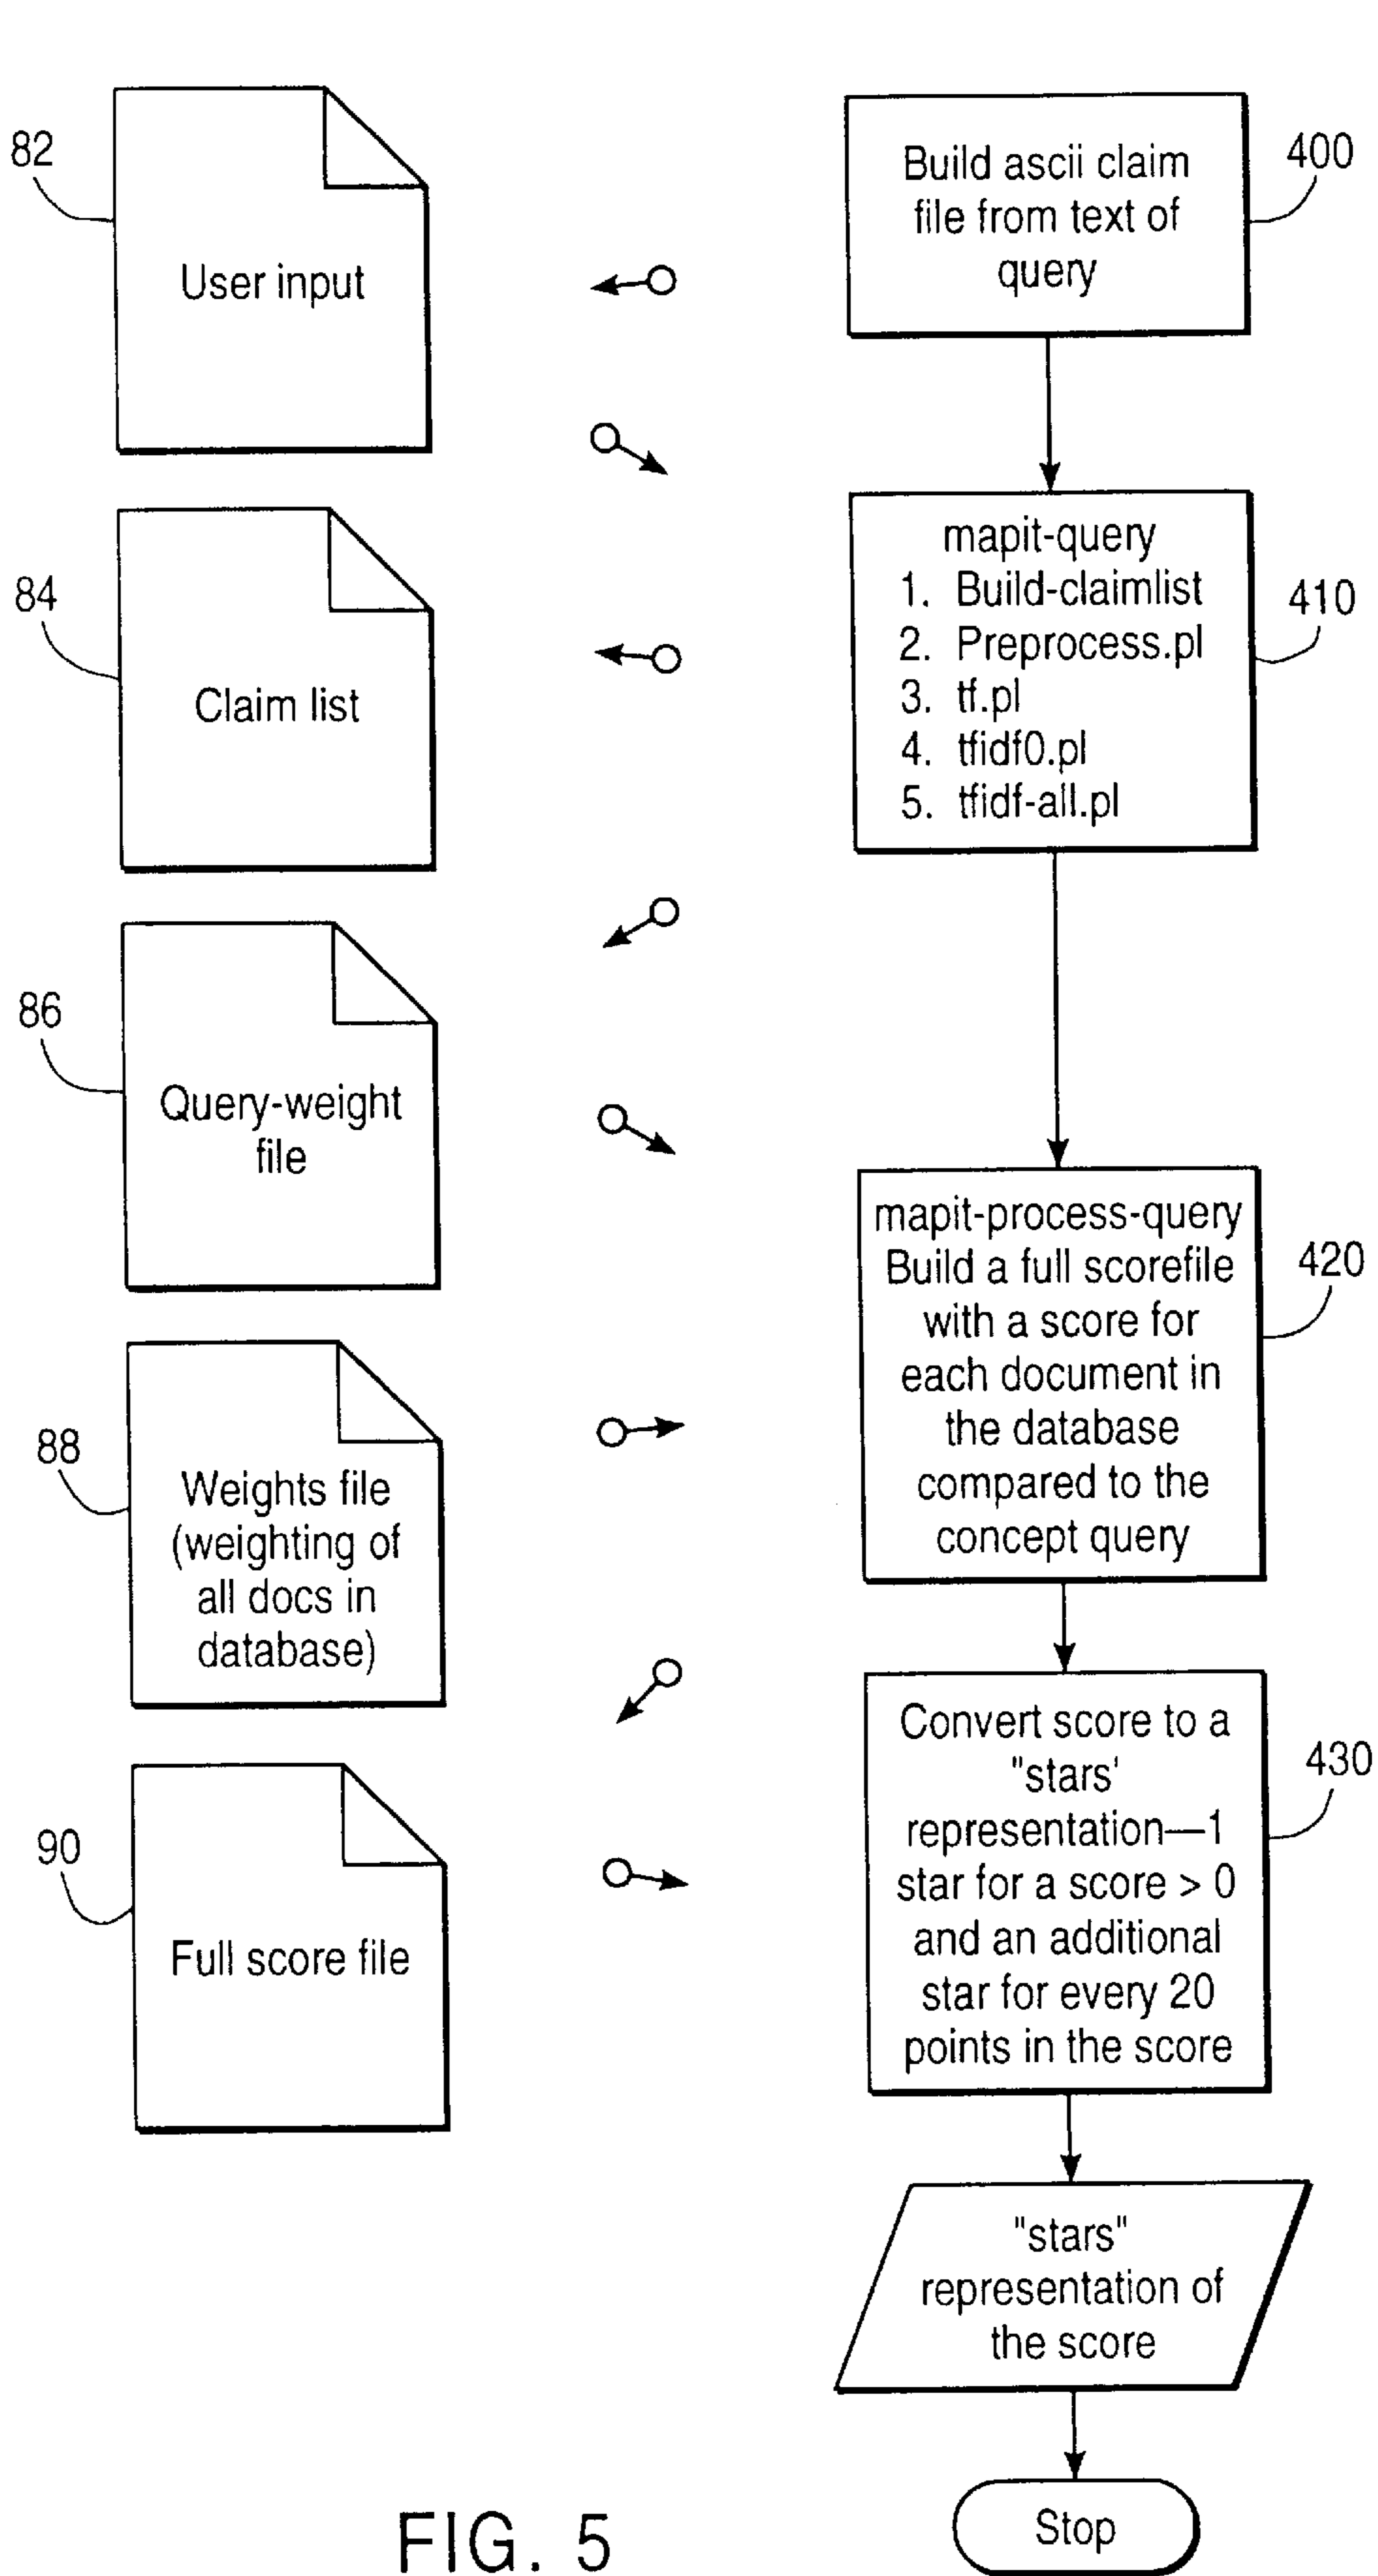 82
User input
84
Claim list
86
Query-weight
file
88
Weights file
(weighting of
all docs in
database)
90
Full score file
Build ascii claim
file from text of
query
400
mapit-query
1. Build-claimlist
2. Preprocess.pl
3. tf.pl
4. tfidf0.pl
5. tfidf-all.pl
410
mapit-process-query
Build a full scorefile
with a score for
each document in
the database
compared to the
concept query
420
Convert score to a
"stars'
representation—1
star for a score > 0
and an additional
star for every 20
points in the score
430
"stars"
representation of
the score
Stop
FIG. 5